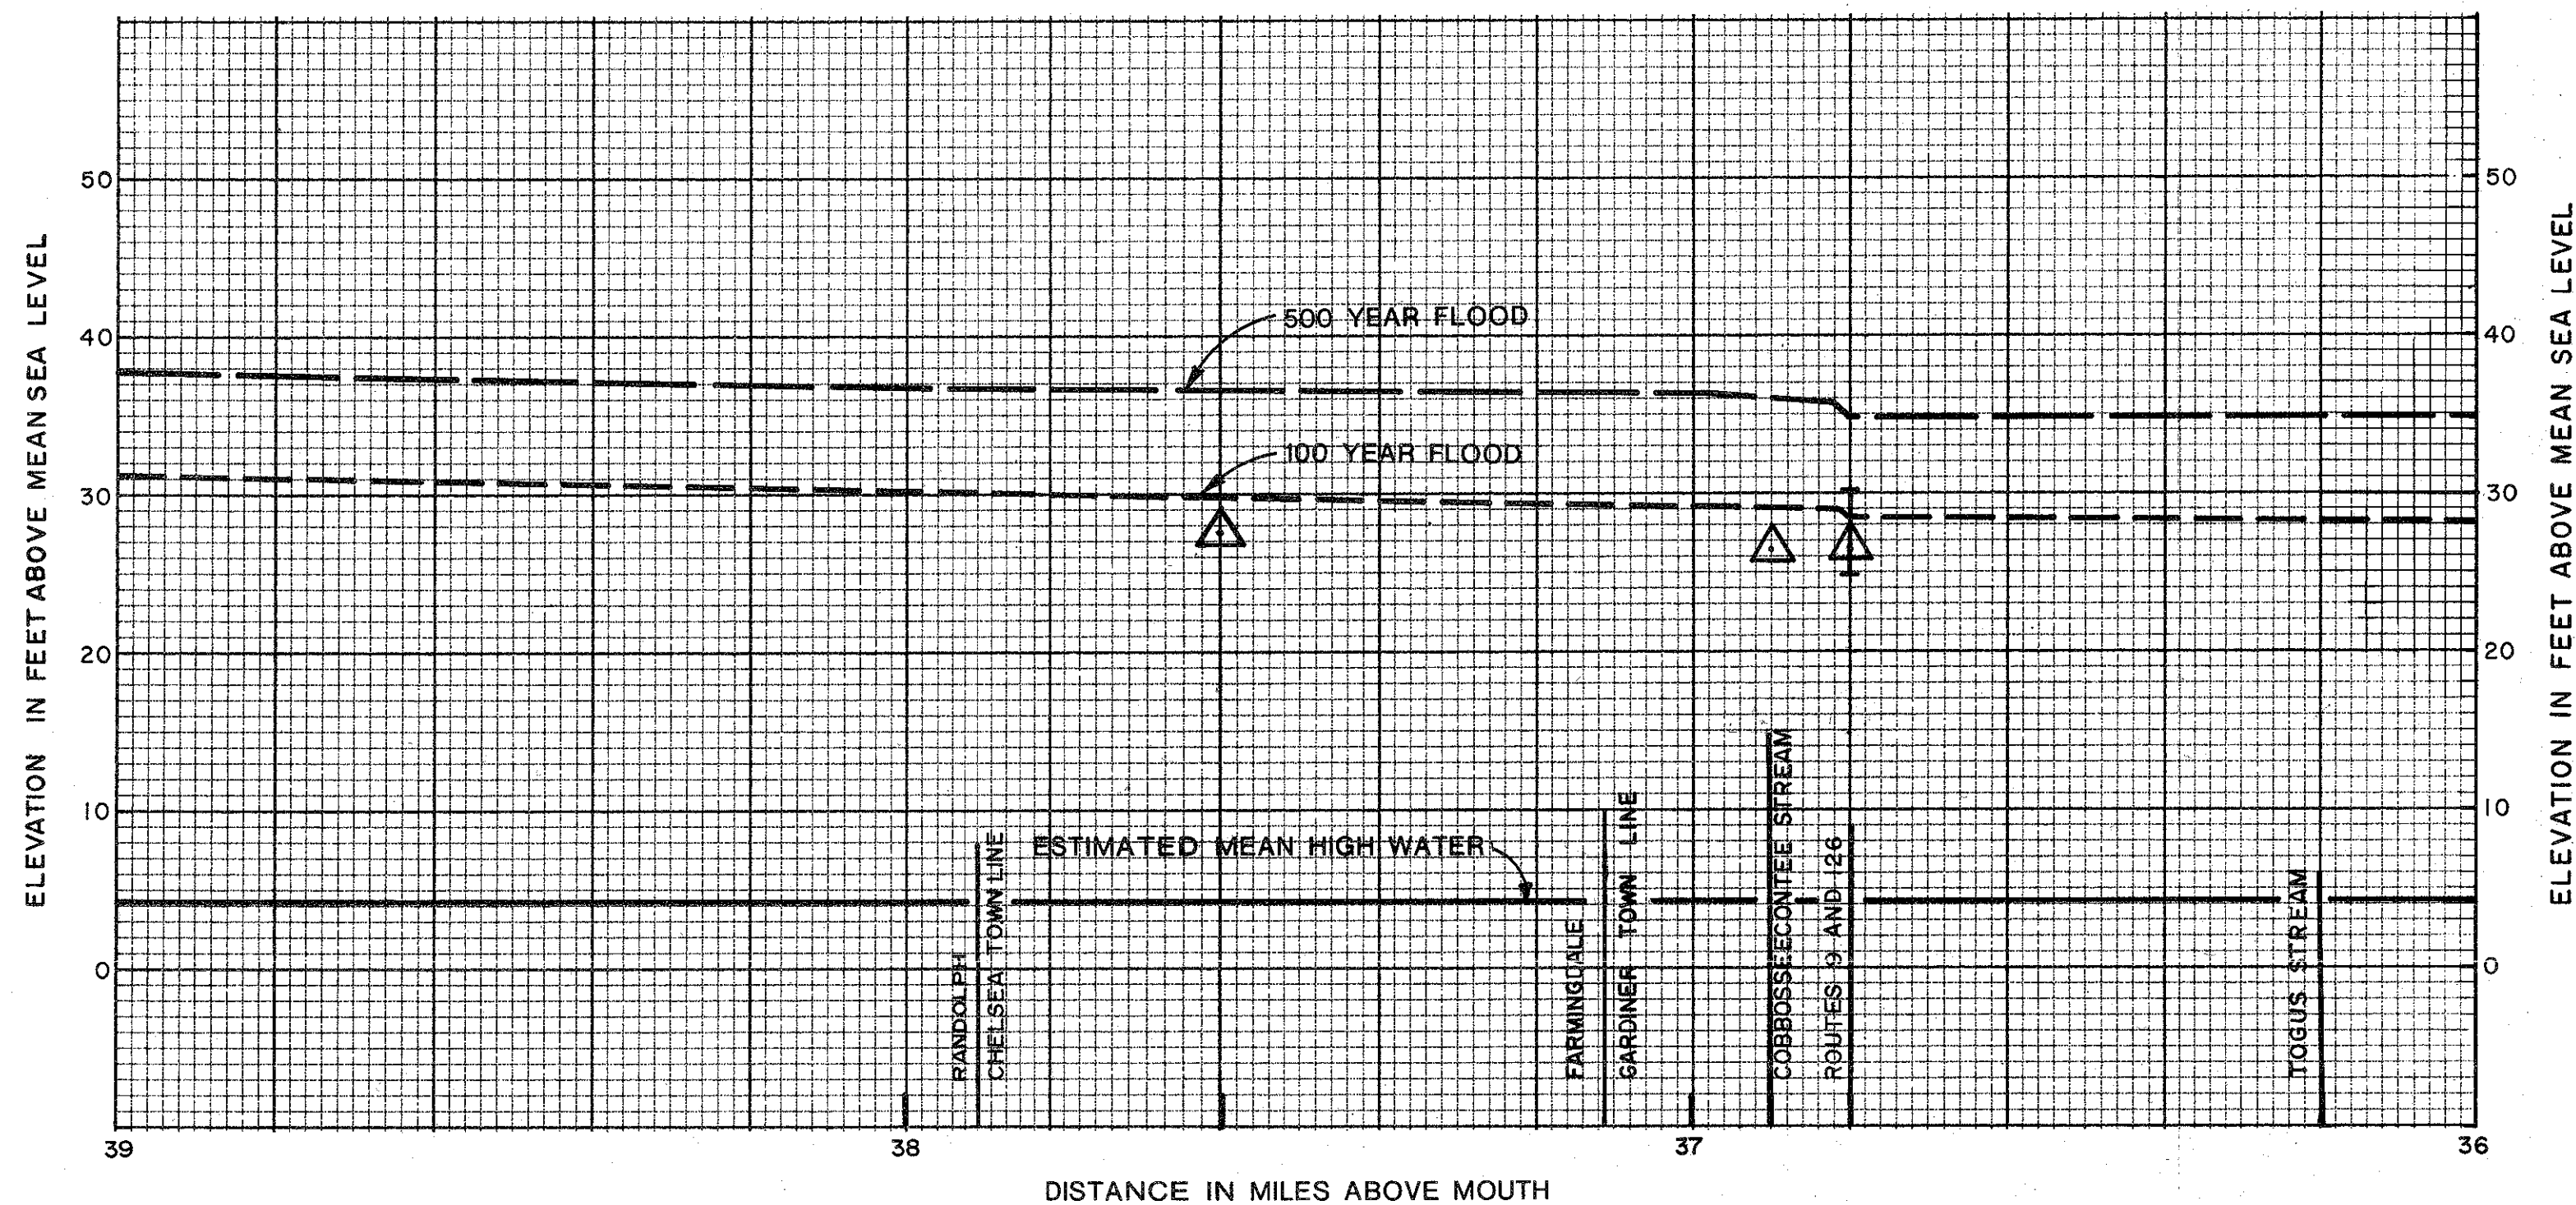 ELEVATION IN FEET ABOVE MEAN SEA LEVEL
50
40
30
20
10
0
500 YEAR FLOOD
100 YEAR FLOOD
ESTIMATED MEAN HIGH WATER
RANDOLPH
CHELSEA TOWN LINE
FARMINGDALE
GARDINER TOWN LINE
COBBOSSEECONTEE STREAM
ROUTES 9 AND 126
TOGUS STREAM
50
40
30
20
10
0
ELEVATION IN FEET ABOVE MEAN SEA LEVEL
39
38
37
36
DISTANCE IN MILES ABOVE MOUTH